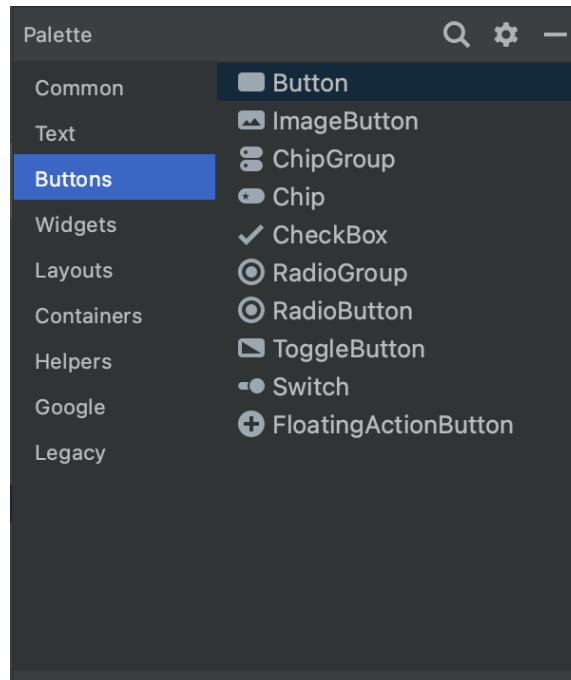 Palette
Common
Text
Buttons
Widgets
Layouts
Containers
Helpers
Google
Legacy
Button
ImageButton
ChipGroup
Chip
CheckBox
RadioGroup
RadioButton
ToggleButton
Switch
FloatingActionButton